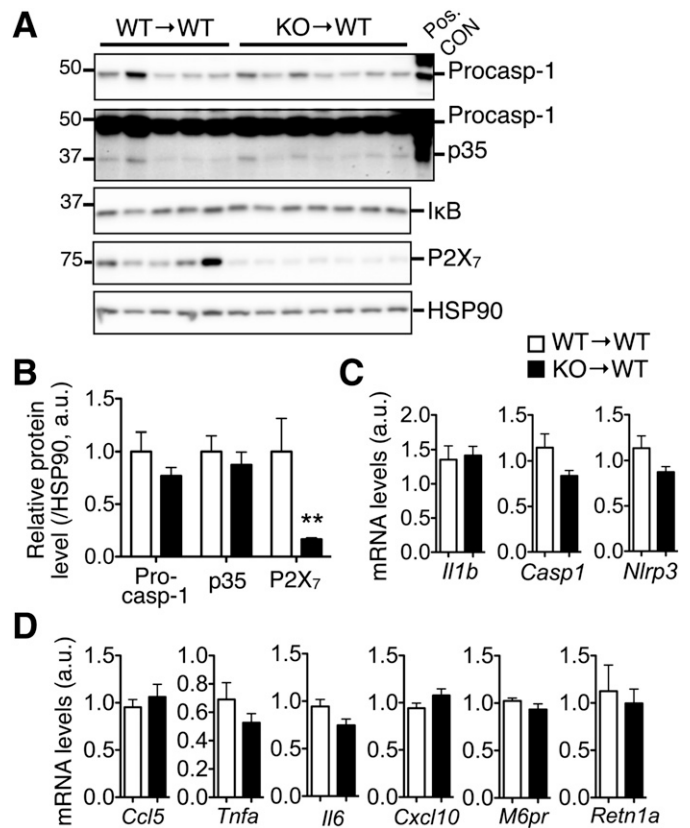 A
WT→WT
KO→WT
Pos.
CON
50
Procasp-1
50
Procasp-1
37
p35
37
IκB
75
P2X₇
HSP90
WT→WT
KO→WT
B
Relative protein
level (/HSP90, a.u.)
1.5
1.0
0.5
0.0
**
Pro-
casp-1
p35
P2X₇
C
mRNA levels (a.u.)
2.0
1.5
1.0
0.5
0.0
Il1b
1.5
1.0
0.5
0.0
Casp1
1.5
1.0
0.5
0.0
Nlrp3
D
mRNA levels (a.u.)
1.5
1.0
0.5
0.0
Ccl5
1.0
0.8
0.6
0.4
0.2
0.0
Tnfa
1.5
1.0
0.5
0.0
Il6
1.5
1.0
0.5
0.0
Cxcl10
1.5
1.0
0.5
0.0
M6pr
1.5
1.0
0.5
0.0
Retn1a